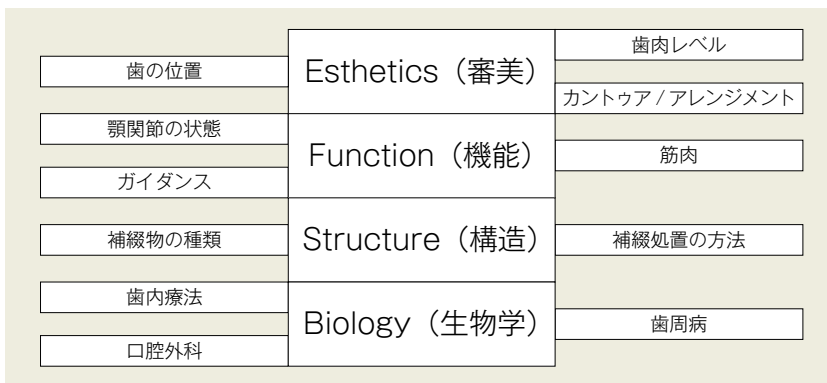 歯の位置
Esthetics（審美）
歯肉レベル
カントゥア / アレンジメント
顎関節の状態
Function（機能）
筋肉
ガイダンス
補綴物の種類
Structure（構造）
補綴処置の方法
歯内療法
Biology（生物学）
歯周病
口腔外科